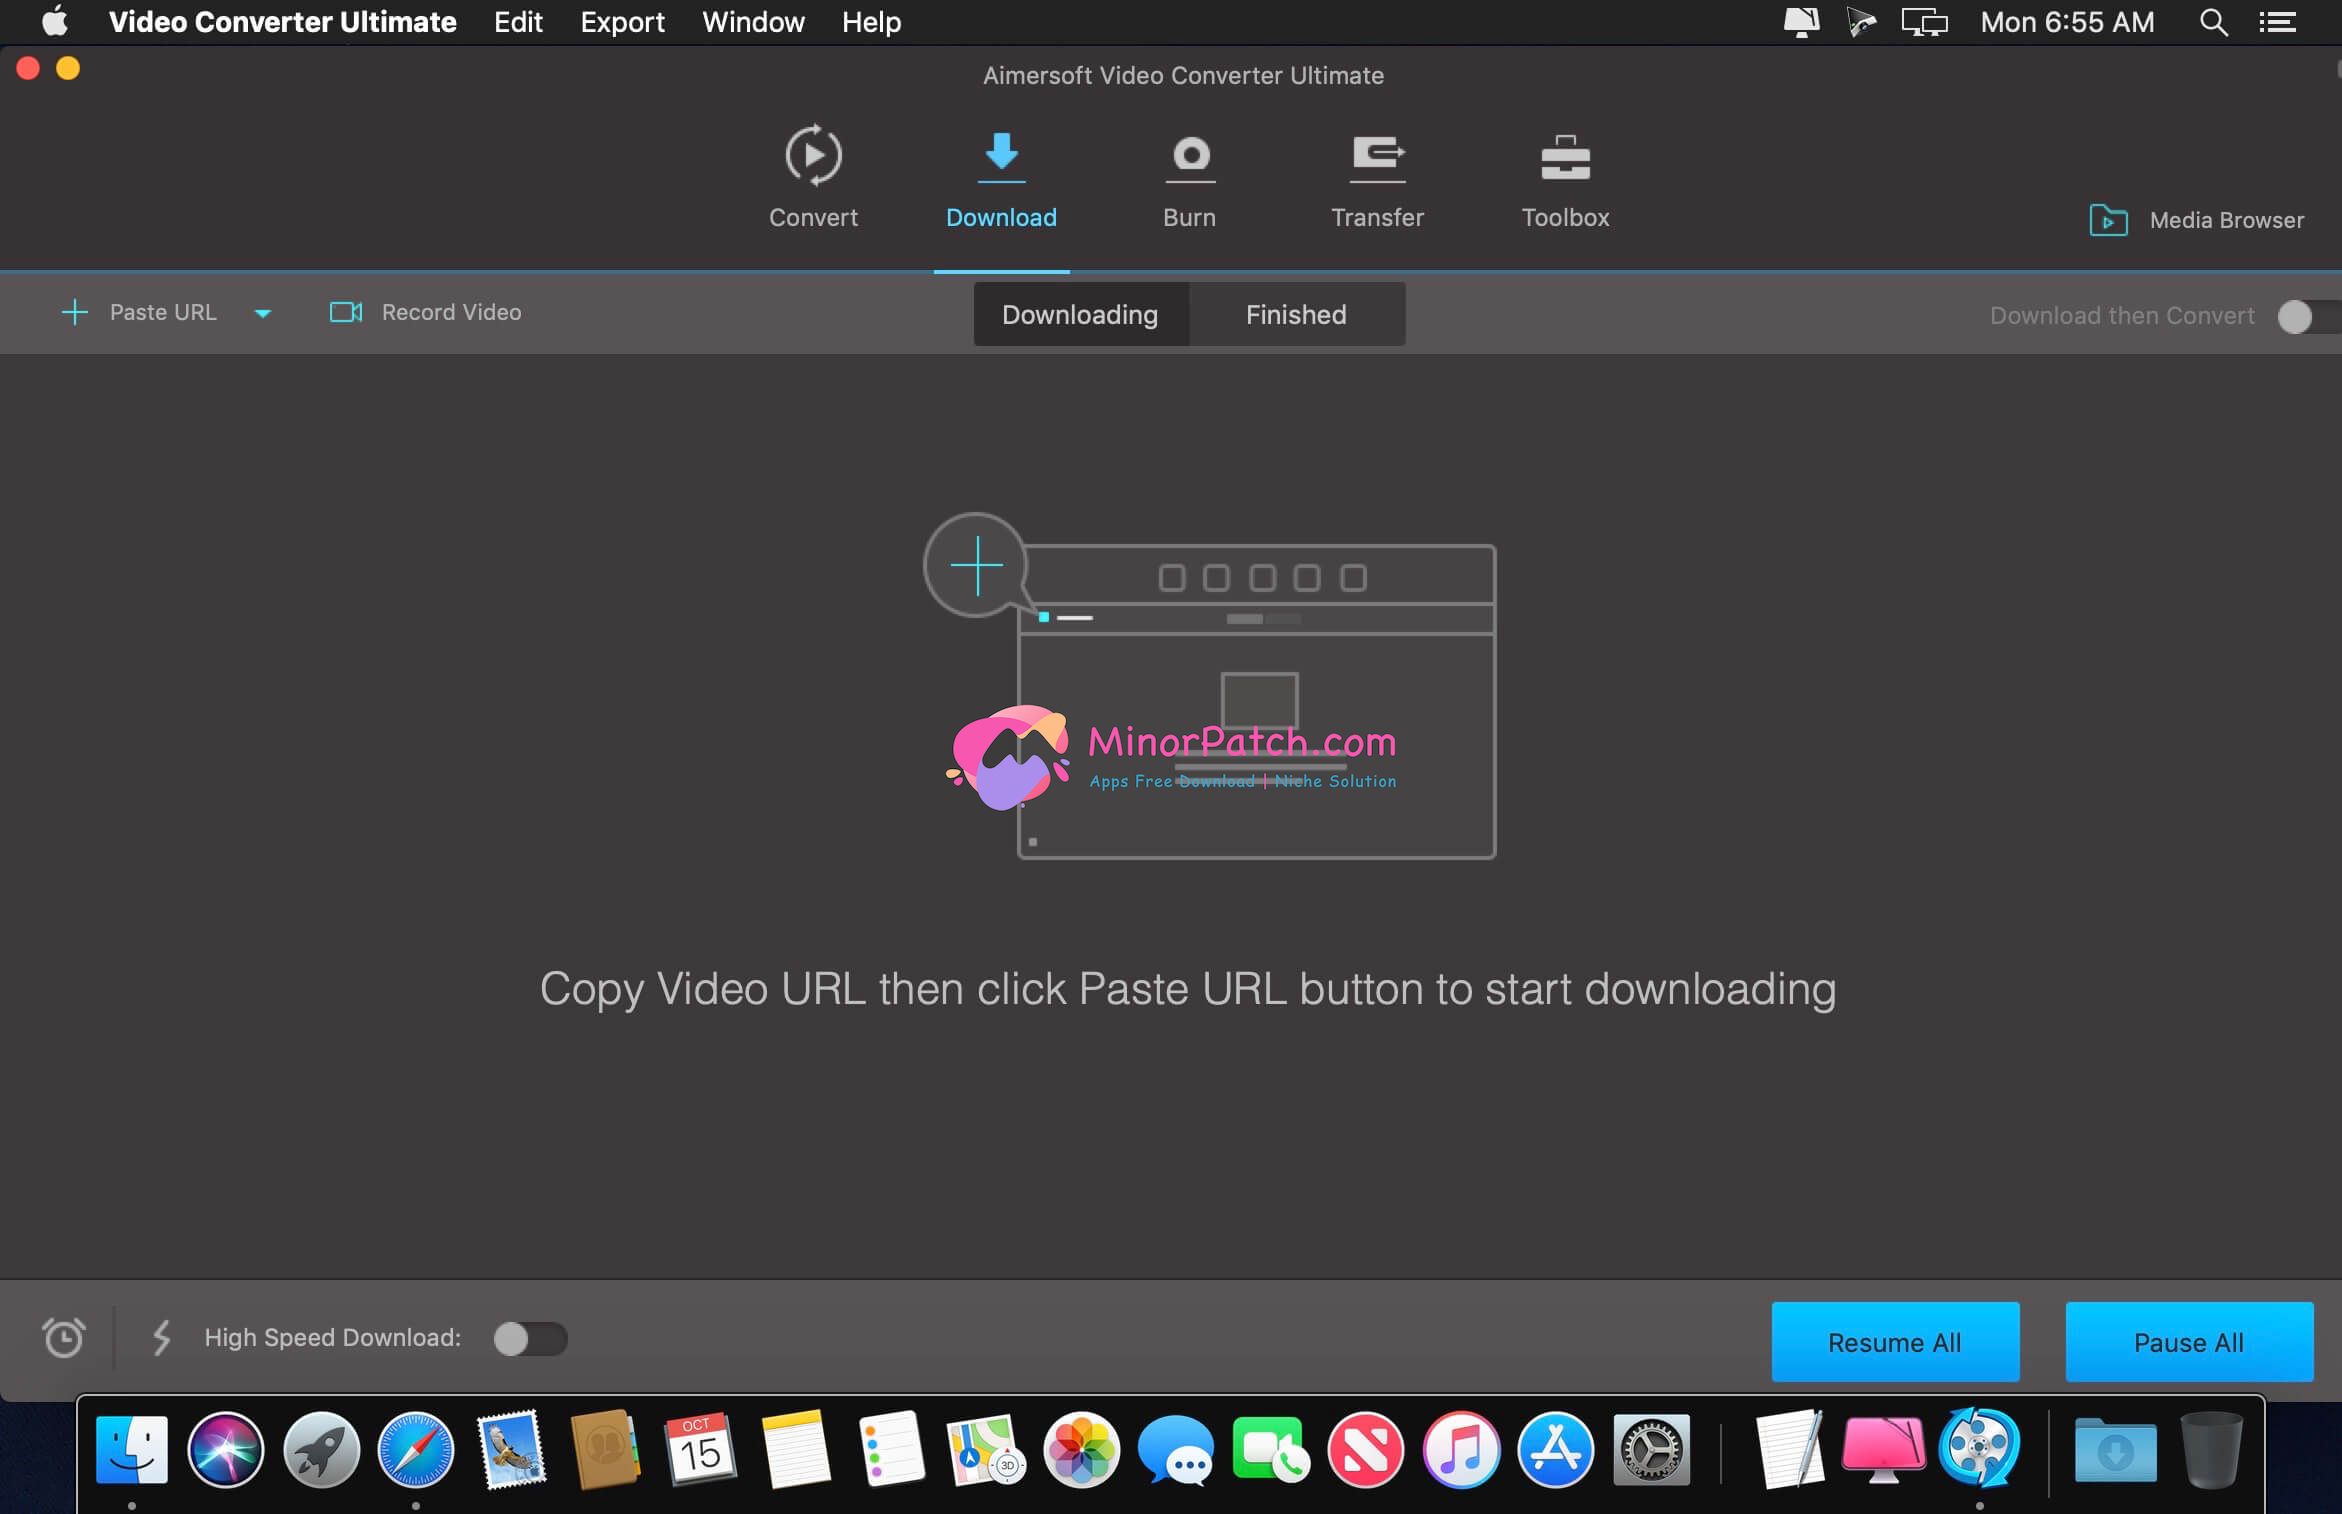 Video Converter Ultimate Edit Export Window Help Mon 6:55 AM
Aimersoft Video Converter Ultimate
Convert Download Burn Transfer Toolbox Media Browser
Paste URL Record Video Downloading Finished Download then Convert
MinorPatch.com
Apps Free Download | Niche Solution
Copy Video URL then click Paste URL button to start downloading
High Speed Download: Resume All Pause All
OCT
15
3D